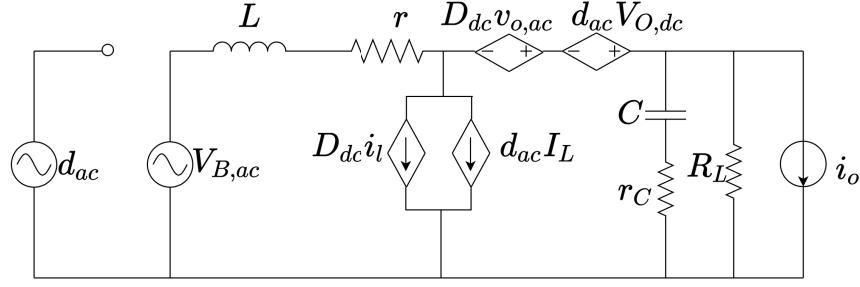 L
r
D_{dc}v_{o,ac}
d_{ac}V_{O,dc}
C
d_{ac}
V_{B,ac}
D_{dc}i_l
d_{ac}I_L
r_C
R_L
i_o